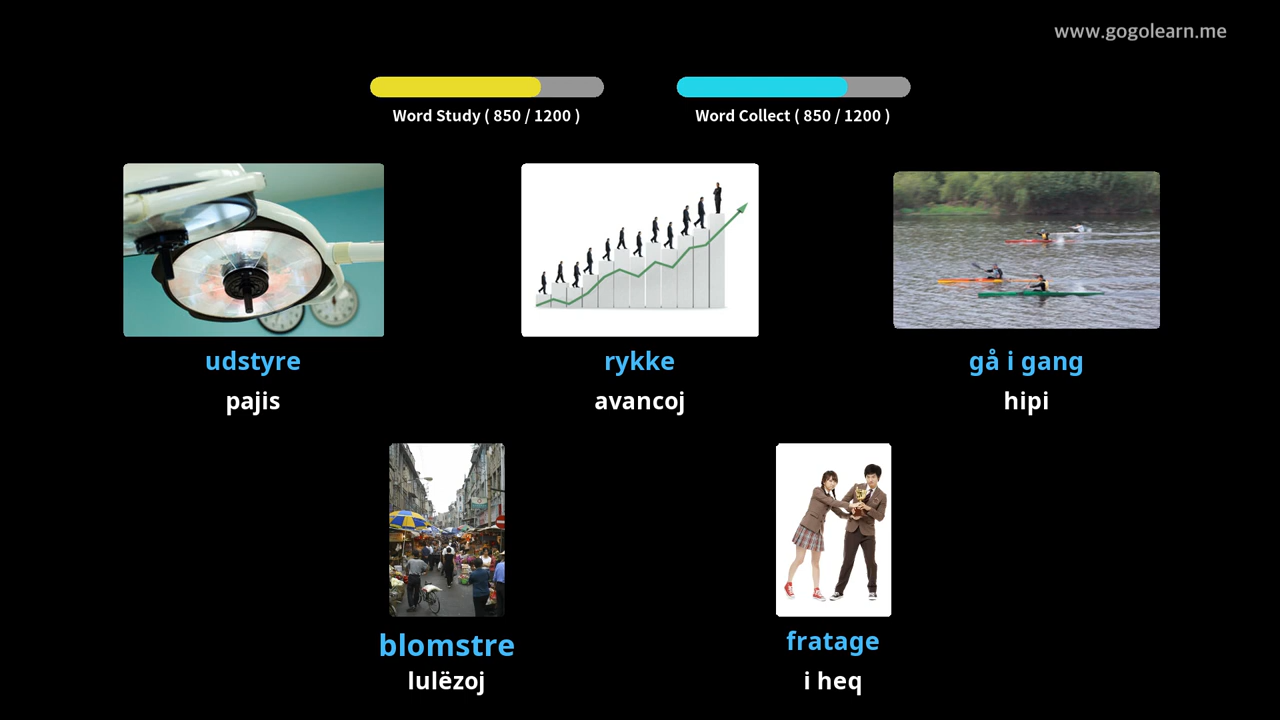 www.gogolearn.me
Word Study ( 850 / 1200 )
Word Collect ( 850 / 1200 )
udstyre
pajis
rykke
avancoj
gå i gang
hipi
blomstre
lulëzoj
fratage
i heq